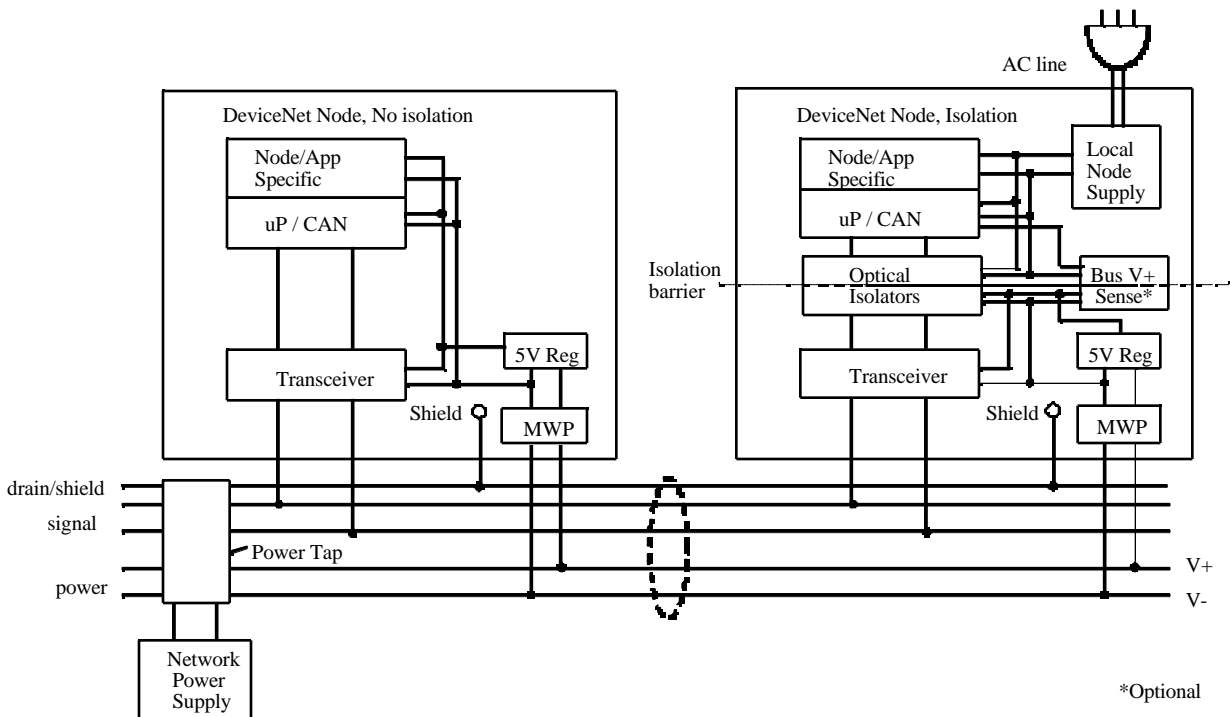 AC line
DeviceNet Node, No isolation
Node/App
Specific
uP / CAN
Transceiver
5V Reg
MWP
Shield
DeviceNet Node, Isolation
Node/App
Specific
uP / CAN
Local
Node
Supply
Isolation
barrier
Optical
Isolators
Bus V+
Sense*
Transceiver
5V Reg
MWP
Shield
drain/shield
signal
Power Tap
power
V+
V-
Network
Power
Supply
*Optional